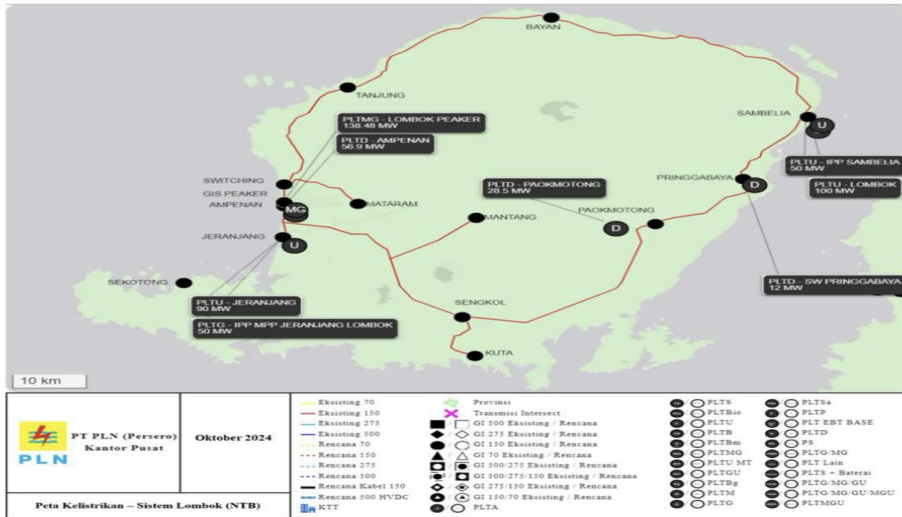 BAYAN
TANJUNG
PLTMG - LOMBOK PEAKER
138.48 MW
PLTD - AMPENAN
56.9 MW
SAMBELIA
U
PLTU - IPP SAMBELIA
50 MW
PLTU - LOMBOK
100 MW
SWITCHING
GIS PEAKER
AMPENAN
MG
MATARAM
PLTD - PAOKMOTONG
28.5 MW
PRINGGABAYA
D
PAOKMOTONG
D
MANTANG
JERANJANG
U
SEKOTONG
PLTU - JERANJANG
90 MW
PLTG - IPP MPP JERANJANG LOMBOK
50 MW
PLTD - SW PRINGGABAYA
12 MW
SENGKOL
KUTA
10 km
PLN
PT PLN (Persero)
Kantor Pusat
Oktober 2024
Peta Kelistrikan – Sistem Lombok (NTB)
Eksisting 70
Eksisting 150
Eksisting 275
Eksisting 500
Rencana 70
Rencana 150
Rencana 275
Rencana 500
Rencana Kabel 150
Rencana 500 HVDC
KTT
Provinsi
Transmisi Intersect
/ GI 500 Eksisting / Rencana
/ GI 275 Eksisting / Rencana
/ GI 150 Eksisting / Rencana
/ GI 70 Eksisting / Rencana
/ GI 500/275 Eksisting / Rencana
/ GI 500/275/150 Eksisting / Rencana
/ GI 275/150 Eksisting / Rencana
/ GI 150/70 Eksisting / Rencana
PLTA
PLTS
PLTBio
PLTU
PLTB
PLTBm
PLTMG
PLTU MT
PLTGU
PLTBg
PLTM
PLTG
PLTSa
PLTP
PLT EBT BASE
PLTD
PS
PLTG/MG
PLT Lain
PLTS + Baterai
PLTG/MG/GU
PLTG/MG/GU/MGU
PLTMGU